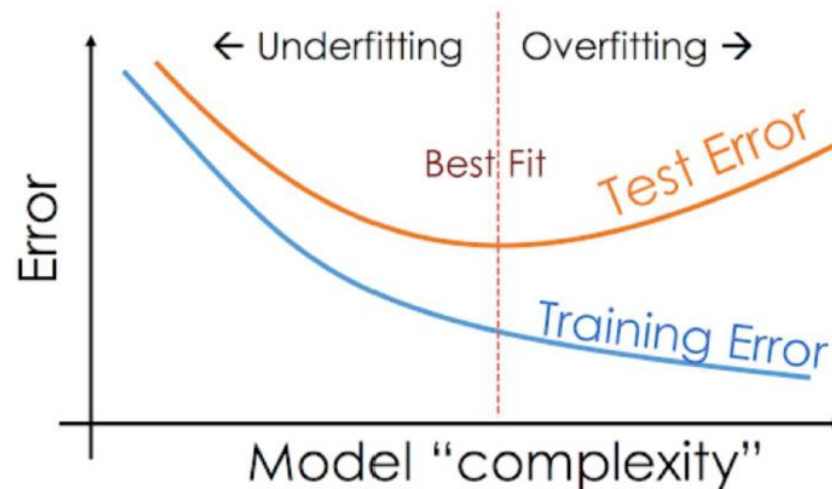 ← Underfitting Overfitting →
Best Fit
Test Error
Error
Training Error
Model “complexity”